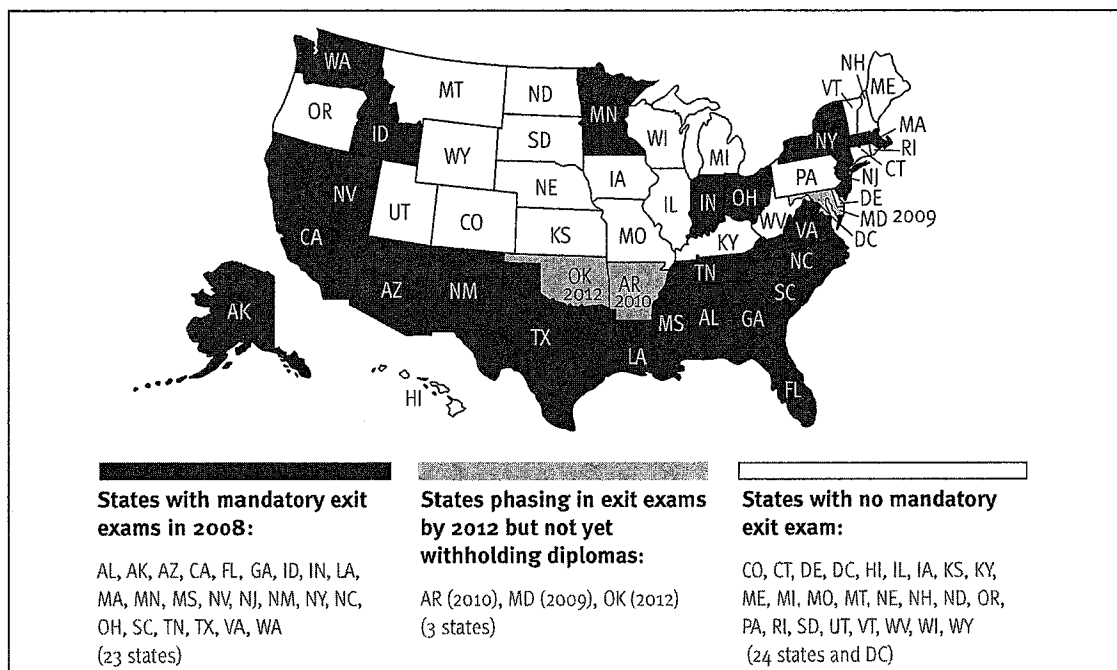 WA
MT
ND
OR
ID
MN
VT
NH
ME
SD
WI
NY
MA
WY
MI
RI
CT
NE
IA
PA
NJ
NV
UT
CO
IL
IN
OH
DE
MD 2009
DC
CA
KS
MO
KY
WV
VA
AZ
NM
OK
2012
AR
2010
TN
NC
SC
AK
TX
MS
AL
GA
LA
HI
FL
States with mandatory exit
exams in 2008:
AL, AK, AZ, CA, FL, GA, ID, IN, LA,
MA, MN, MS, NV, NJ, NM, NY, NC,
OH, SC, TN, TX, VA, WA
(23 states)
States phasing in exit exams
by 2012 but not yet
withholding diplomas:
AR (2010), MD (2009), OK (2012)
(3 states)
States with no mandatory
exit exam:
CO, CT, DE, DC, HI, IL, IA, KS, KY,
ME, MI, MO, MT, NE, NH, ND, OR,
PA, RI, SD, UT, VT, WV, WI, WY
(24 states and DC)